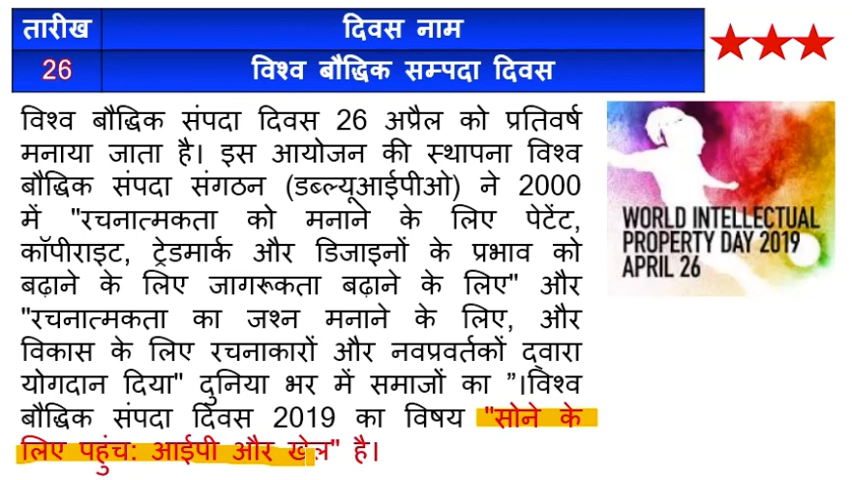 तारीख दिवस नाम
26 विश्व बौद्धिक सम्पदा दिवस
विश्व बौद्धिक संपदा दिवस 26 अप्रैल को प्रतिवर्ष
मनाया जाता है। इस आयोजन की स्थापना विश्व
बौद्धिक संपदा संगठन (डब्ल्यूआईपीओ) ने 2000
में "रचनात्मकता को मनाने के लिए पेटेंट,
कॉपीराइट, ट्रेडमार्क और डिजाइनों के प्रभाव को
बढ़ाने के लिए जागरूकता बढ़ाने के लिए" और
"रचनात्मकता का जश्न मनाने के लिए, और
विकास के लिए रचनाकारों और नवप्रवर्तकों द्वारा
योगदान दिया" दुनिया भर में समाजों का ”।विश्व
बौद्धिक संपदा दिवस 2019 का विषय "सोने के
लिए पहुंच: आईपी और खेल" है।
WORLD INTELLECTUAL
PROPERTY DAY 2019
APRIL 26